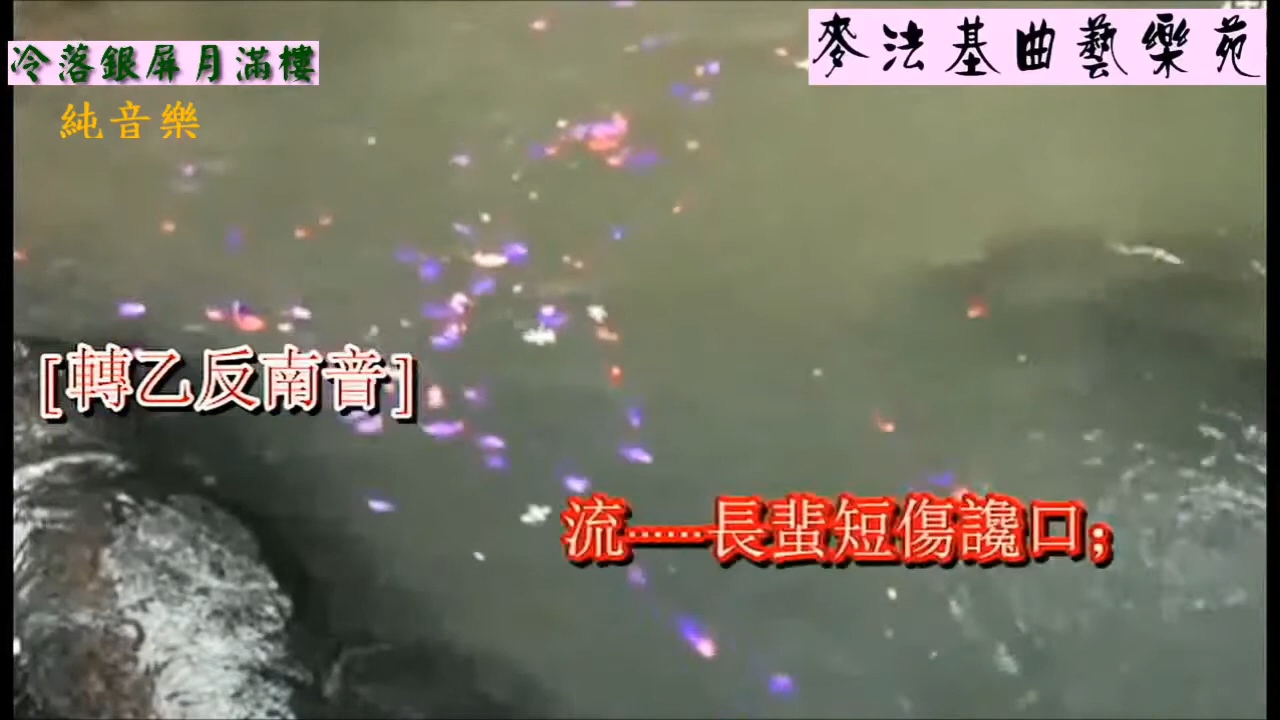 冷落銀屏月滿樓
麥法基曲藝樂苑
純音樂
[轉乙反南音]
流……長蜚短傷讒口;